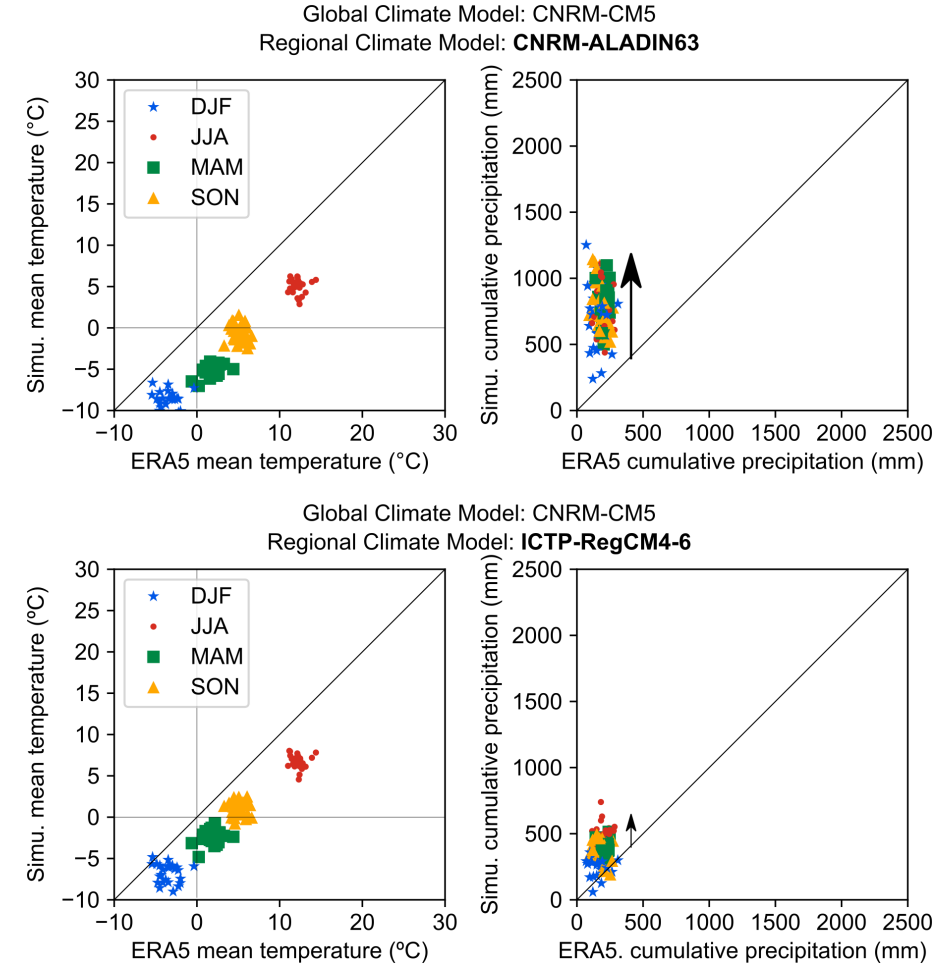 Global Climate Model: CNRM-CM5
Regional Climate Model: CNRM-ALADIN63
Simu. mean temperature (°C)
30
25
20
15
10
5
0
−5
−10
DJF
JJA
MAM
SON
−10 0 10 20 30
ERA5 mean temperature (°C)
Simu. cumulative precipitation (mm)
2500
2000
1500
1000
500
0
0 500 1000 1500 2000 2500
ERA5 cumulative precipitation (mm)
Global Climate Model: CNRM-CM5
Regional Climate Model: ICTP-RegCM4-6
Simu. mean temperature (ºC)
30
25
20
15
10
5
0
−5
−10
DJF
JJA
MAM
SON
−10 0 10 20 30
ERA5 mean temperature (ºC)
Simu. cumulative precipitation (mm)
2500
2000
1500
1000
500
0
0 500 1000 1500 2000 2500
ERA5. cumulative precipitation (mm)